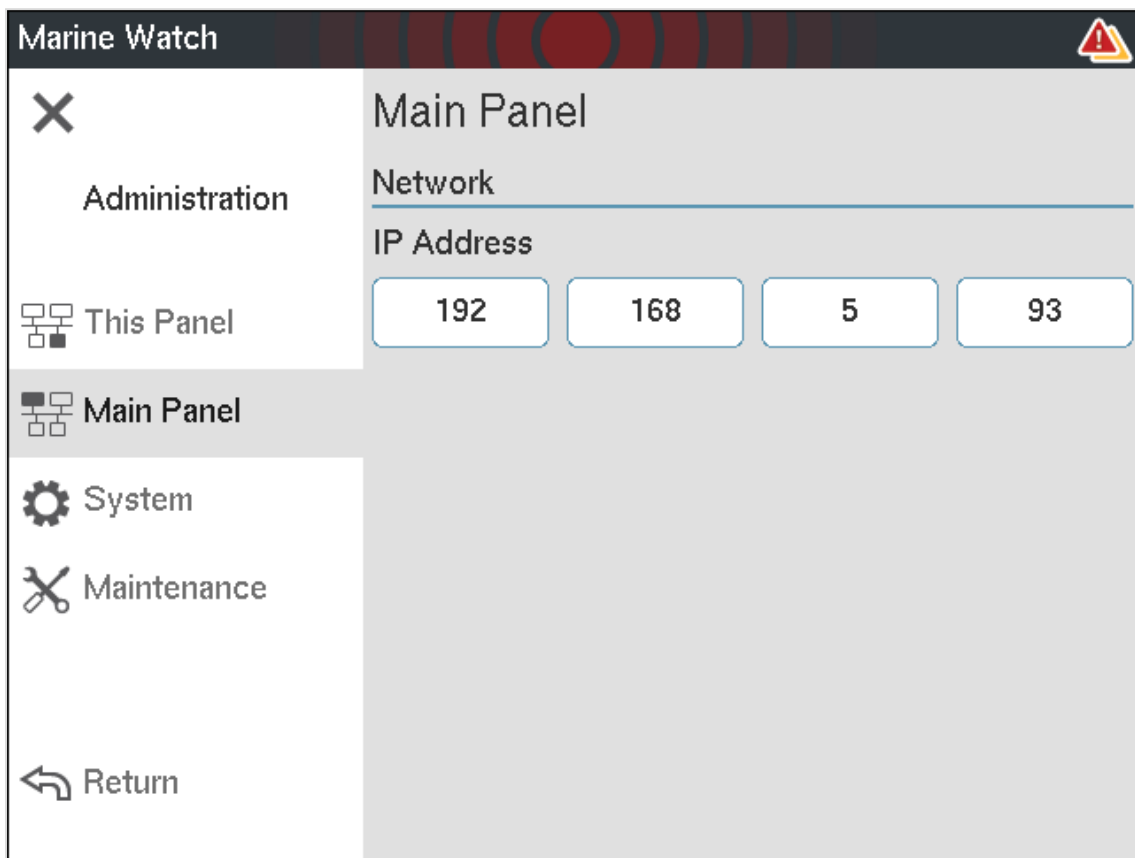 Marine Watch
Administration
This Panel
Main Panel
System
Maintenance
Return
Main Panel
Network
IP Address
192 168 5 93